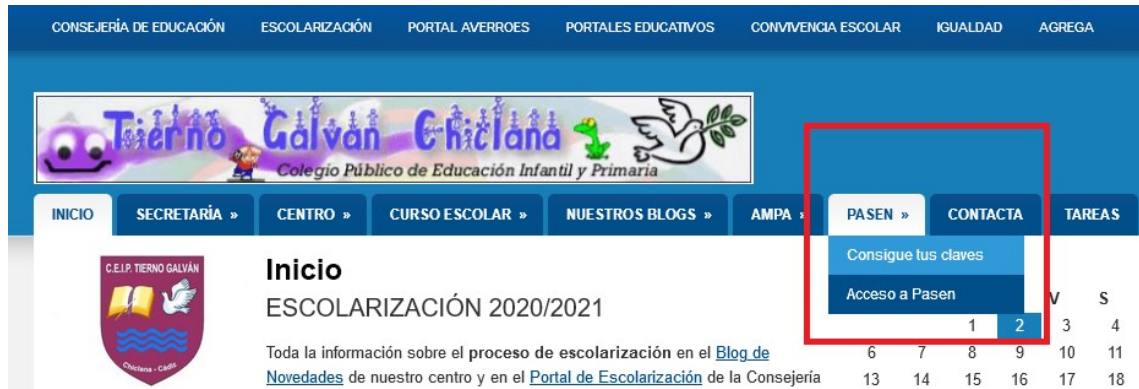 CONSEJERÍA DE EDUCACIÓN ESCOLARIZACIÓN PORTAL AVERROES PORTALES EDUCATIVOS CONVIVENCIA ESCOLAR IGUALDAD AGREGA
Tierno Galván Chiclana
Colegio Público de Educación Infantil y Primaria
INICIO SECRETARÍA » CENTRO » CURSO ESCOLAR » NUESTROS BLOGS » AMPA » PASEN » CONTACTA TAREAS
Consigue tus claves
Acceso a Pasen
C.E.I.P. TIERNO GALVÁN
Chiclana - Cádiz
Inicio
ESCOLARIZACIÓN 2020/2021
Toda la información sobre el proceso de escolarización en el Blog de
Novedades de nuestro centro y en el Portal de Escolarización de la Consejería
V S
1 2 3 4
6 7 8 9 10 11
13 14 15 16 17 18